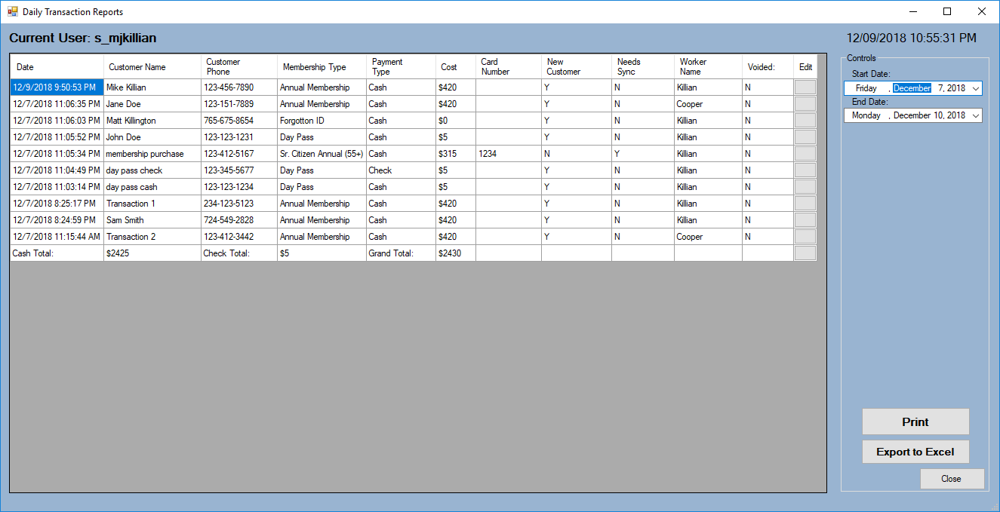 Daily Transaction Reports
Current User: s_mjkillian
12/09/2018 10:55:31 PM
Date Customer Name Customer Phone Membership Type Payment Type Cost Card Number New Customer Needs Sync Worker Name Voided: Edit
12/9/2018 9:50:53 PM Mike Killian 123-456-7890 Annual Membership Cash $420 Y N Killian N
12/7/2018 11:06:35 PM Jane Doe 123-151-7889 Annual Membership Cash $420 Y N Cooper N
12/7/2018 11:06:03 PM Matt Killington 765-675-8654 Forgotton ID Cash $0 Y N Killian N
12/7/2018 11:05:52 PM John Doe 123-123-1231 Day Pass Cash $5 Y N Killian N
12/7/2018 11:05:34 PM membership purchase 123-412-5167 Sr. Citizen Annual (55+) Cash $315 1234 N Y Killian N
12/7/2018 11:04:49 PM day pass check 123-345-5677 Day Pass Check $5 Y N Killian N
12/7/2018 11:03:14 PM day pass cash 123-123-1234 Day Pass Cash $5 Y N Killian N
12/7/2018 8:25:17 PM Transaction 1 234-123-5123 Annual Membership Cash $420 Y N Killian N
12/7/2018 8:24:59 PM Sam Smith 724-549-2828 Annual Membership Cash $420 Y N Killian N
12/7/2018 11:15:44 AM Transaction 2 123-412-3442 Annual Membership Cash $420 Y N Cooper N
Cash Total: $2425 Check Total: $5 Grand Total: $2430
Controls
Start Date:
Friday , December 7, 2018
End Date:
Monday , December 10, 2018
Print
Export to Excel
Close